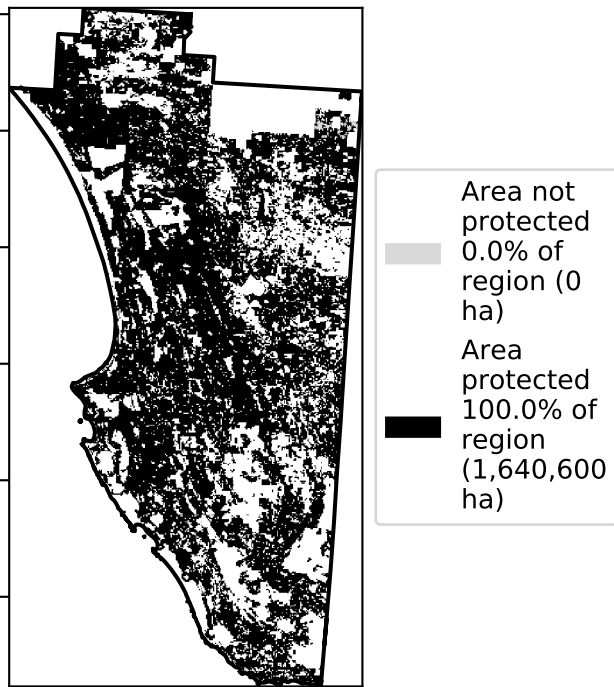 Area not
protected
0.0% of
region (0
ha)
Area
protected
100.0% of
region
(1,640,600
ha)